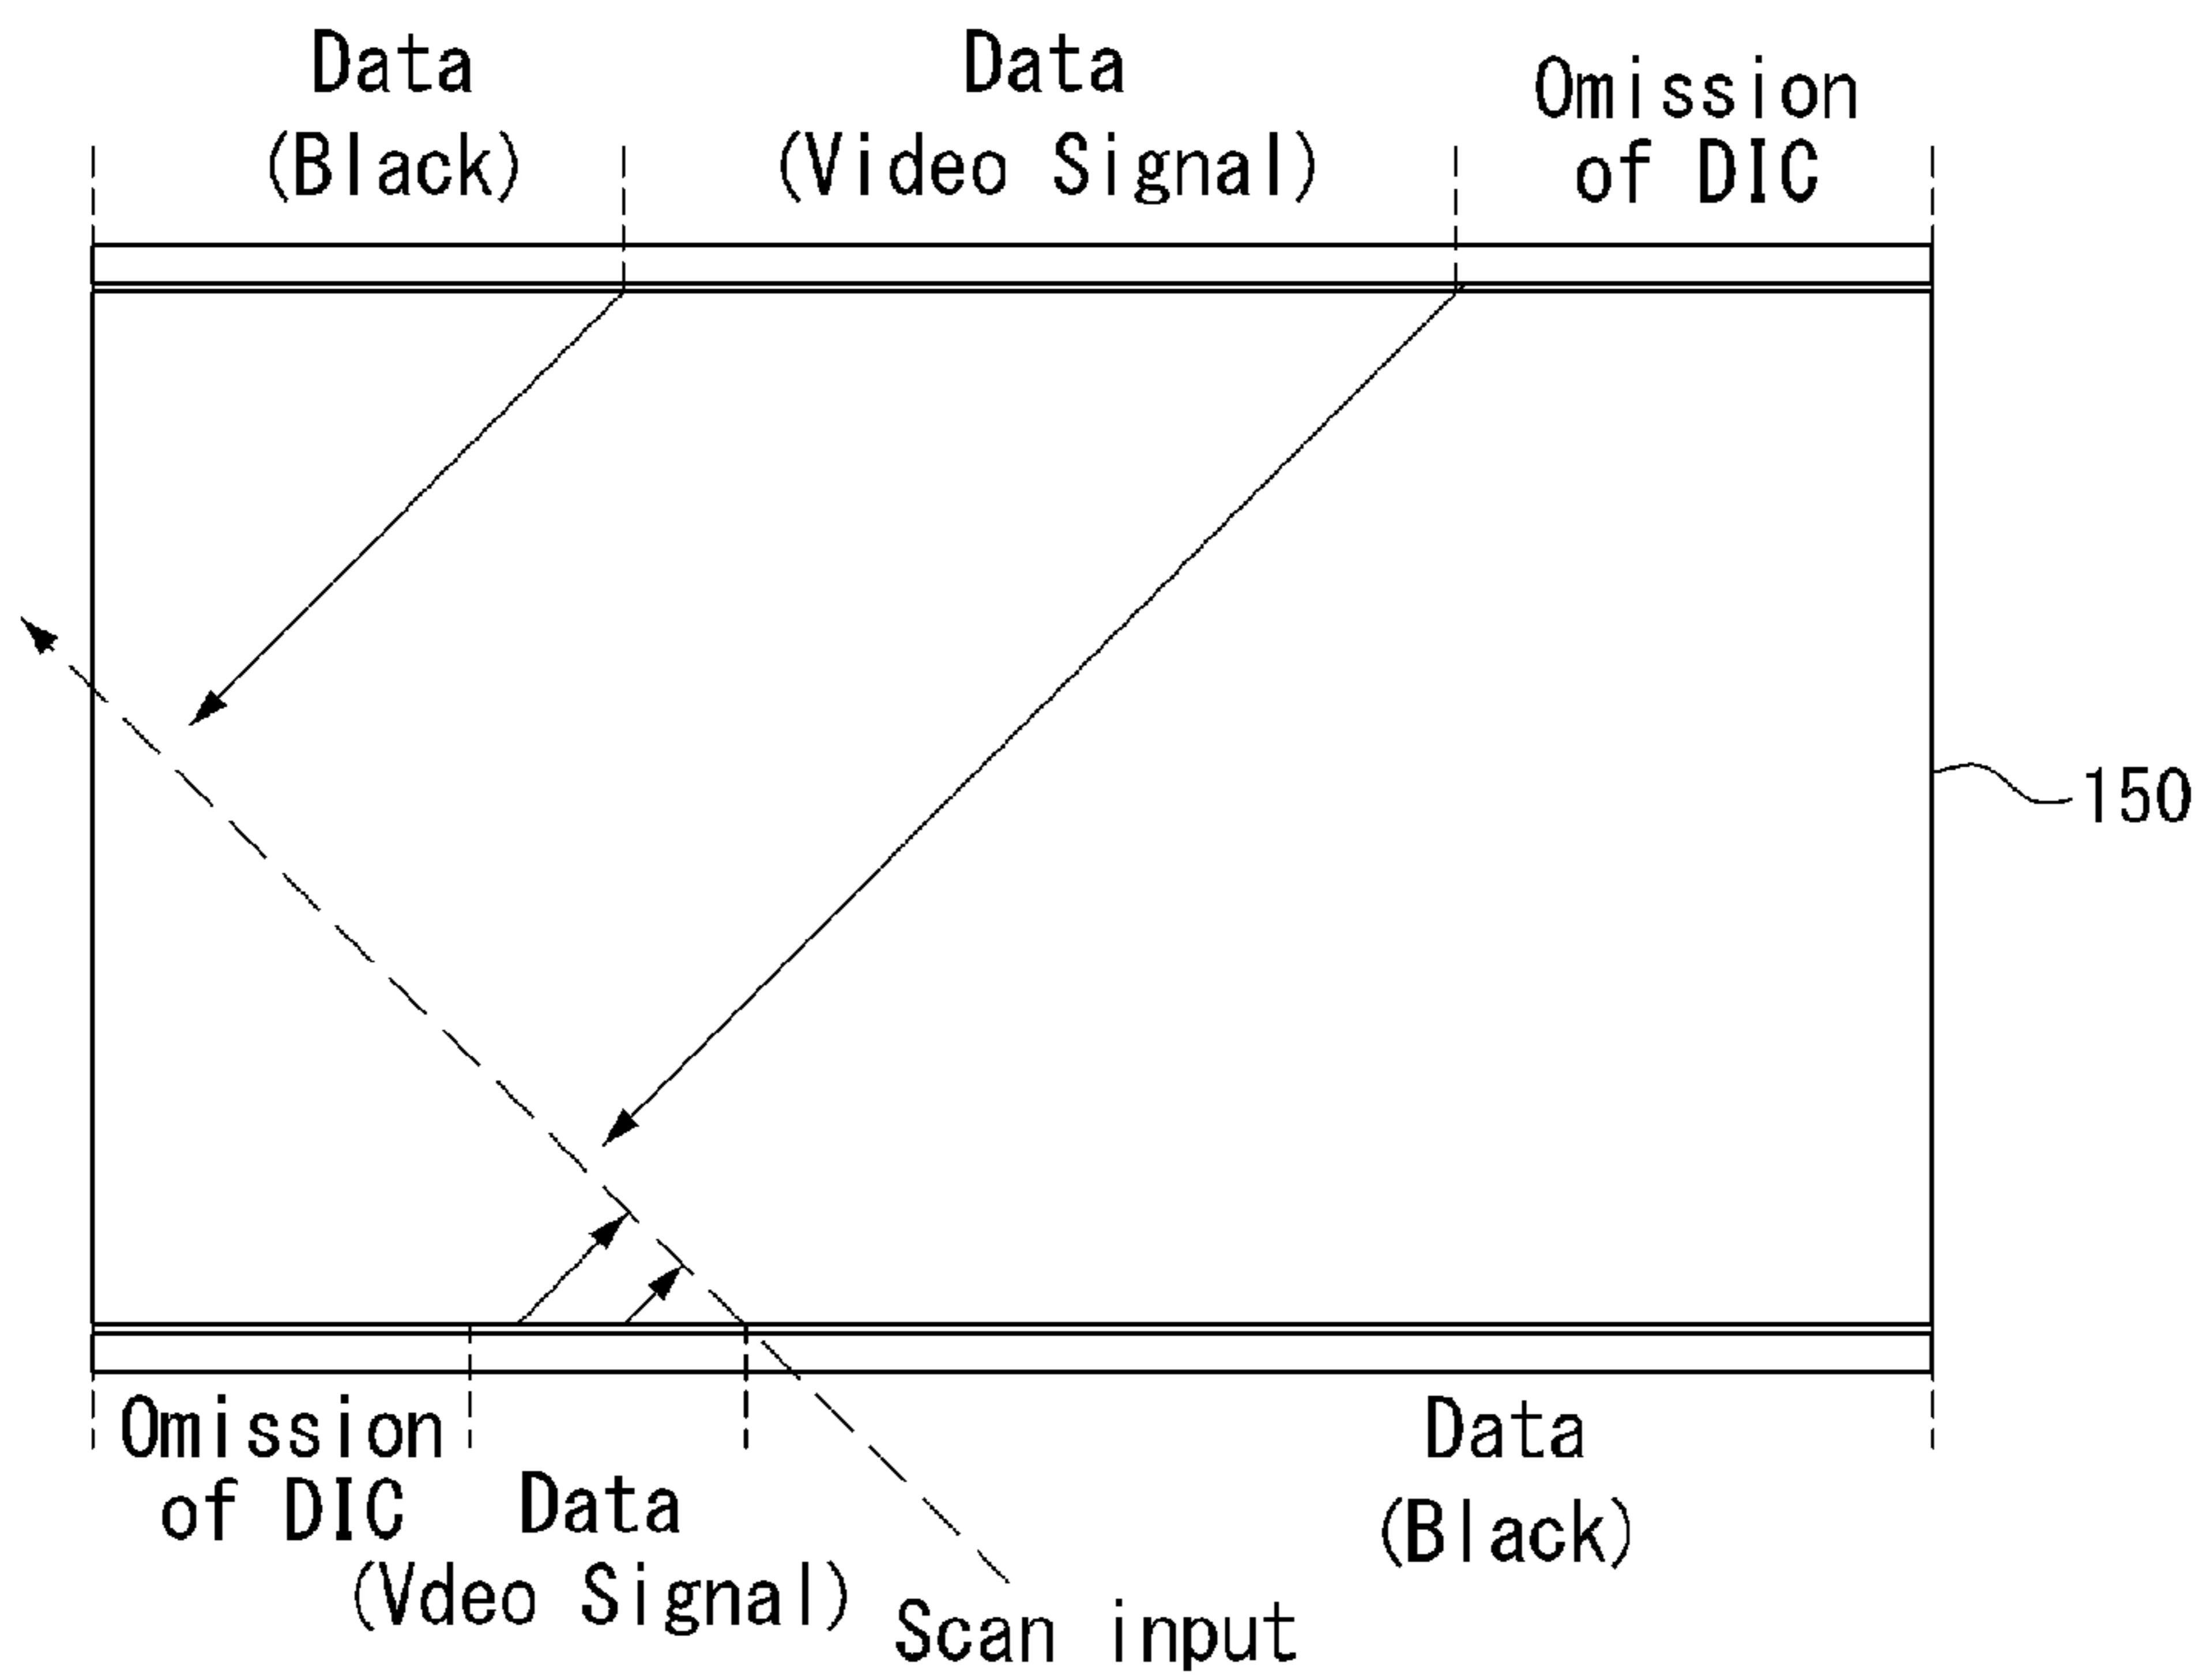 Data
(Black)
Data
(Video Signal)
Omission
of DIC
150
Omission
of DIC
Data
(Vdeo Signal)
Scan input
Data
(Black)